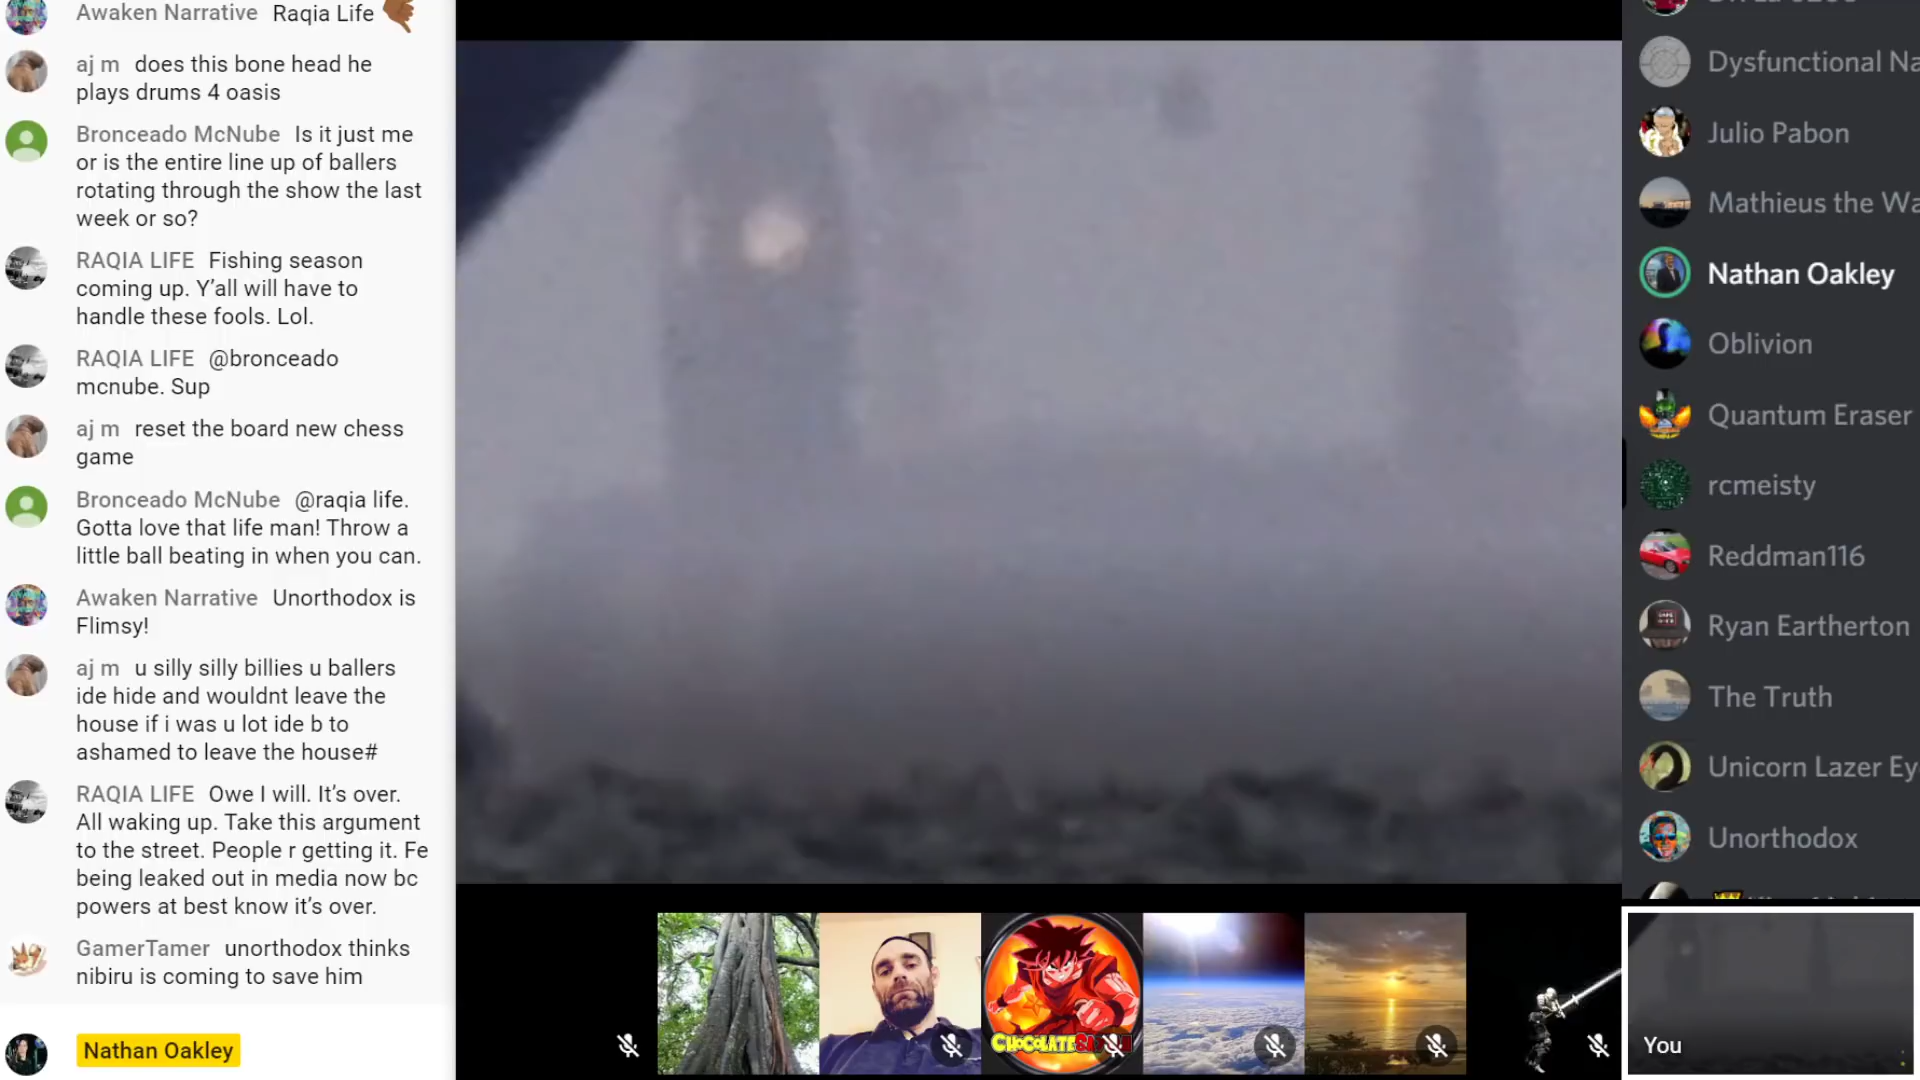 Awaken Narrative Raqia Life
aj m does this bone head he
plays drums 4 oasis
Bronceado McNube Is it just me
or is the entire line up of ballers
rotating through the show the last
week or so?
RAQIA LIFE Fishing season
coming up. Y’all will have to
handle these fools. Lol.
RAQIA LIFE @bronceado
mcnube. Sup
aj m reset the board new chess
game
Bronceado McNube @raqia life.
Gotta love that life man! Throw a
little ball beating in when you can.
Awaken Narrative Unorthodox is
Flimsy!
aj m u silly silly billies u ballers
ide hide and wouldnt leave the
house if i was u lot ide b to
ashamed to leave the house#
RAQIA LIFE Owe I will. It’s over.
All waking up. Take this argument
to the street. People r getting it. Fe
being leaked out in media now bc
powers at best know it’s over.
GamerTamer unorthodox thinks
nibiru is coming to save him
Nathan Oakley
Dysfunctional Na
Julio Pabon
Mathieus the Wa
Nathan Oakley
Oblivion
Quantum Eraser
rcmeisty
Reddman116
Ryan Eartherton
The Truth
Unicorn Lazer Ey
Unorthodox
You